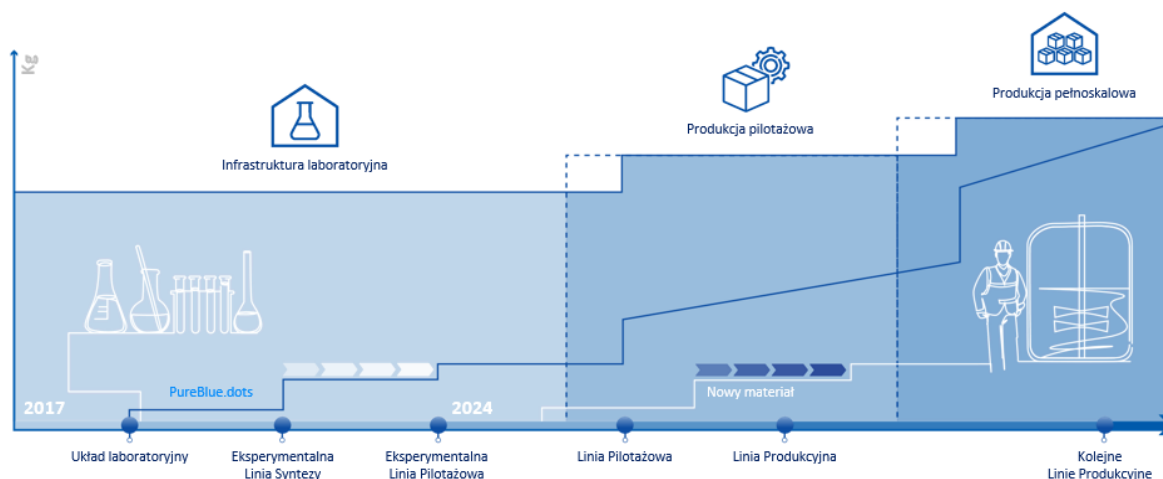 Kg
Produkcja pełnoskalowa
Produkcja pilotażowa
Infrastruktura laboratoryjna
PureBlue.dots
Nowy materiał
2017
2024
Układ laboratoryjny
Eksperymentalna
Linia Syntezy
Eksperymentalna
Linia Pilotażowa
Linia Pilotażowa
Linia Produkcyjna
Kolejne
Linie Produkcyjne